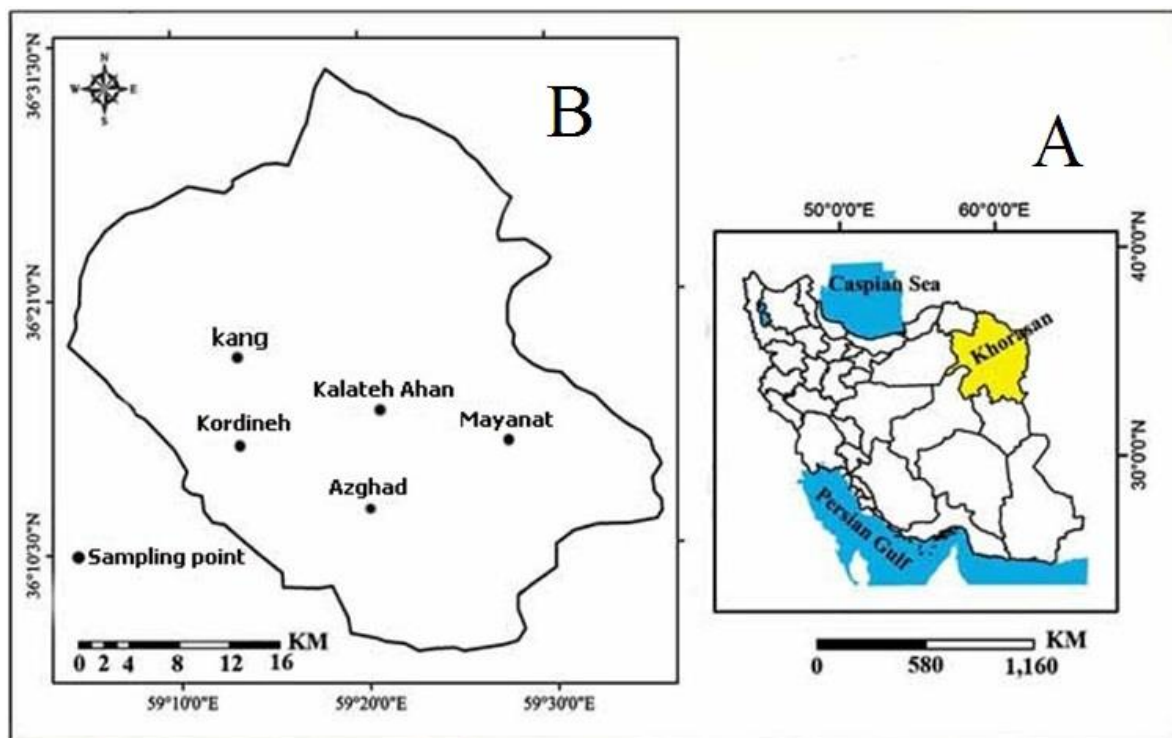 B
N
W E
S
36°31'30"N
36°21'0"N
36°10'30"N
kang
Kalateh Ahan
Kordineh
Mayanat
Azghad
Sampling point
KM
0 2 4 8 12 16
59°10'0"E 59°20'0"E 59°30'0"E
A
50°0'0"E 60°0'0"E
40°0'0"N
30°0'0"N
Caspian Sea
Khorasan
Persian Gulf
KM
0 580 1,160